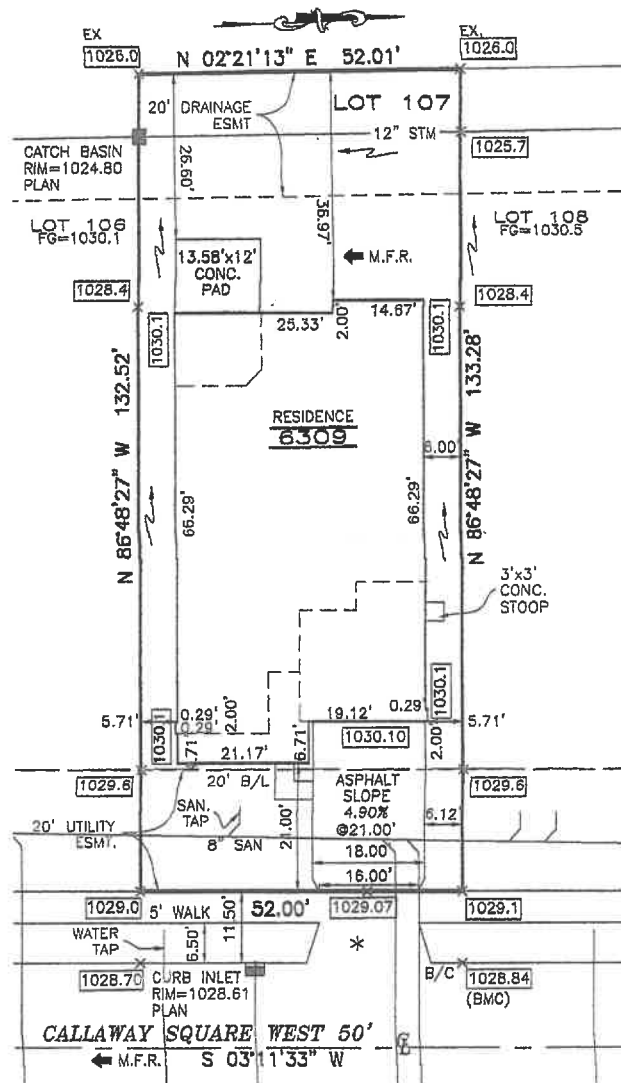 EX
1026.0
N 02°21'13" E 52.01'
EX.
1026.0
20' DRAINAGE
ESMT
LOT 107
12" STM
1025.7
CATCH BASIN
RIM=1024.80
PLAN
26.60'
36.97'
LOT 106
FG=1030.1
LOT 108
FG=1030.5
13.58'x12'
CONC.
PAD
M.F.R.
1028.4
1028.4
1030.1
25.33'
2.00'
14.67'
1030.1
N 86°48'27" W 132.52'
N 86°48'27" W 133.28'
RESIDENCE
6309
6.00'
66.29'
66.29'
3'x3'
CONC.
STOOP
5.71'
0.29'
0.29'
2.00'
19.12'
0.29'
1030.1
5.71'
1030.1
1030.10
2.00'
.71'
21.17'
6.71'
1029.6
20' B/L
ASPHALT
SLOPE
4.90%
@21.00'
1029.6
SAN.
TAP
6.12'
20' UTILITY
ESMT.
8" SAN
21.00'
18.00'
16.00'
1029.0
5' WALK
52.00'
1029.07
1029.1
WATER
TAP
6.50'
11.50'
*
1028.70
CURB INLET
RIM=1028.61
PLAN
B/C
1028.84
(BMC)
CALLAWAY SQUARE WEST 50'
M.F.R. S 03°11'33" W